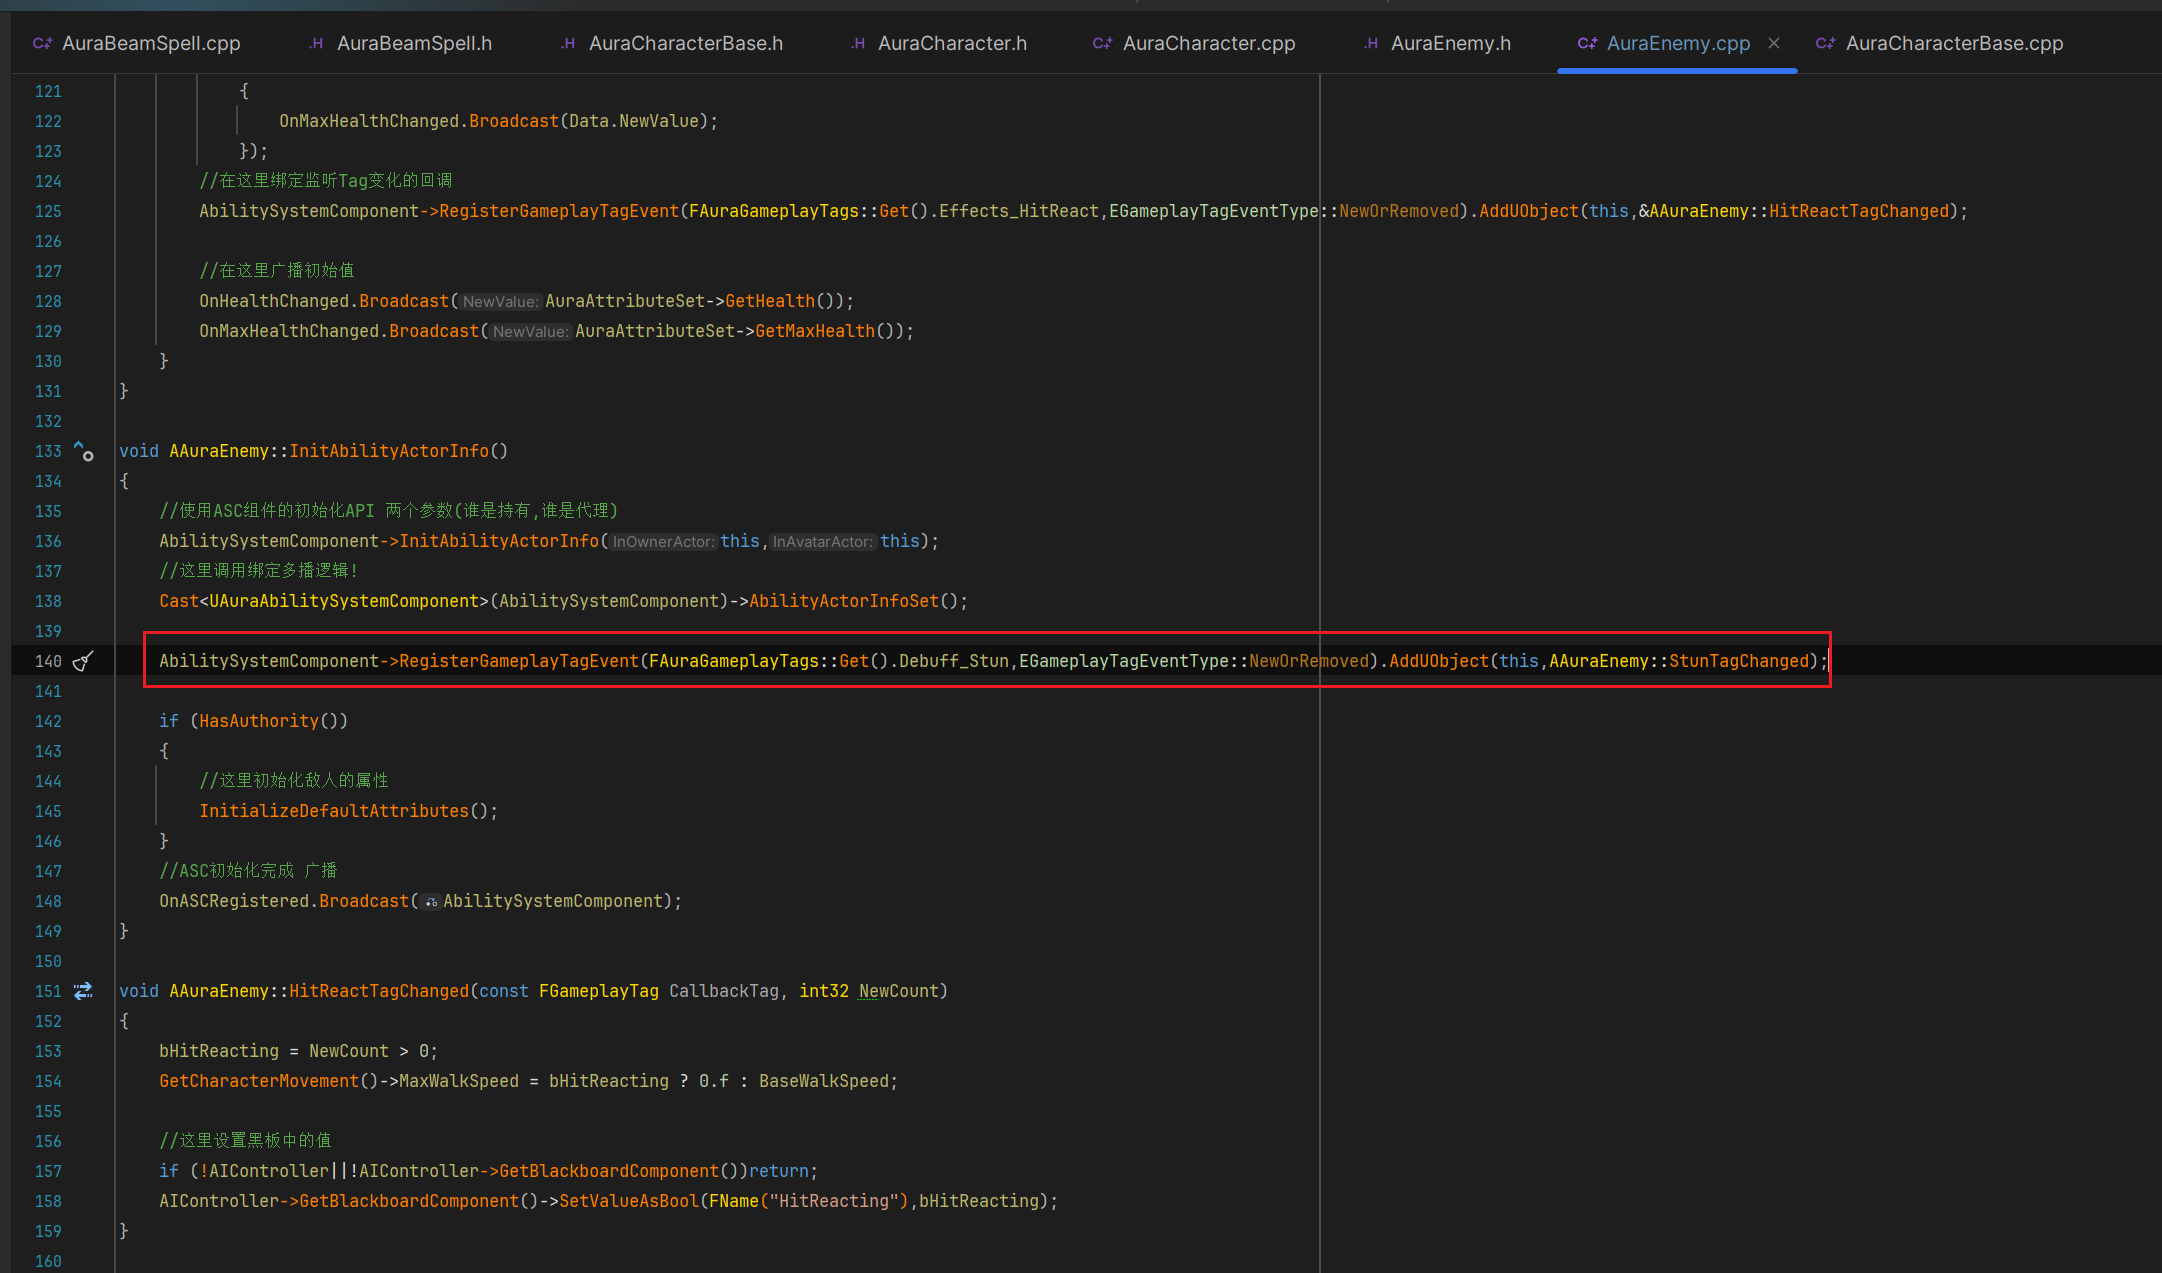 AuraBeamSpell.cpp .H AuraBeamSpell.h .H AuraCharacterBase.h .H AuraCharacter.h AuraCharacter.cpp .H AuraEnemy.h AuraEnemy.cpp AuraCharacterBase.cpp
121 {
122 OnMaxHealthChanged.Broadcast(Data.NewValue);
123 });
124 //在这里绑定监听Tag变化的回调
125 AbilitySystemComponent->RegisterGameplayTagEvent(FAuraGameplayTags::Get().Effects_HitReact,EGameplayTagEventType::NewOrRemoved).AddUObject(this,&AAuraEnemy::HitReactTagChanged);
126
127 //在这里广播初始值
128 OnHealthChanged.Broadcast(NewValue:AuraAttributeSet->GetHealth());
129 OnMaxHealthChanged.Broadcast(NewValue:AuraAttributeSet->GetMaxHealth());
130 }
131 }
132
133 void AAuraEnemy::InitAbilityActorInfo()
134 {
135 //使用ASC组件的初始化API 两个参数(谁是持有,谁是代理)
136 AbilitySystemComponent->InitAbilityActorInfo(InOwnerActor:this,InAvatarActor:this);
137 //这里调用绑定多播逻辑!
138 Cast<UAuraAbilitySystemComponent>(AbilitySystemComponent)->AbilityActorInfoSet();
139
140 AbilitySystemComponent->RegisterGameplayTagEvent(FAuraGameplayTags::Get().Debuff_Stun,EGameplayTagEventType::NewOrRemoved).AddUObject(this,AAuraEnemy::StunTagChanged);
141
142 if (HasAuthority())
143 {
144 //这里初始化敌人的属性
145 InitializeDefaultAttributes();
146 }
147 //ASC初始化完成 广播
148 OnASCRegistered.Broadcast(AbilitySystemComponent);
149 }
150
151 void AAuraEnemy::HitReactTagChanged(const FGameplayTag CallbackTag, int32 NewCount)
152 {
153 bHitReacting = NewCount > 0;
154 GetCharacterMovement()->MaxWalkSpeed = bHitReacting ? 0.f : BaseWalkSpeed;
155
156 //这里设置黑板中的值
157 if (!AIController||!AIController->GetBlackboardComponent())return;
158 AIController->GetBlackboardComponent()->SetValueAsBool(FName("HitReacting"),bHitReacting);
159 }
160